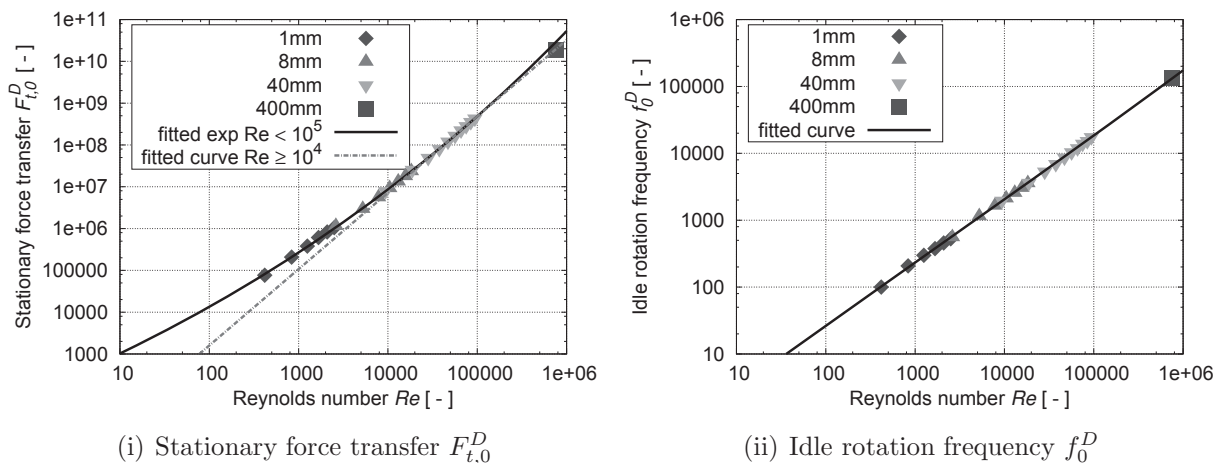 Stationary force transfer F_{t,0}^D [ - ]
1e+11
1e+10
1e+09
1e+08
1e+07
1e+06
100000
10000
1000
1mm
8mm
40mm
400mm
fitted exp Re < 10^5
fitted curve Re ≥ 10^4
10 100 1000 10000 100000 1e+06
Reynolds number Re [ - ]
(i) Stationary force transfer F_{t,0}^D
Idle rotation frequency f_0^D [ - ]
1e+06
100000
10000
1000
100
10
1mm
8mm
40mm
400mm
fitted curve
10 100 1000 10000 100000 1e+06
Reynolds number Re [ - ]
(ii) Idle rotation frequency f_0^D